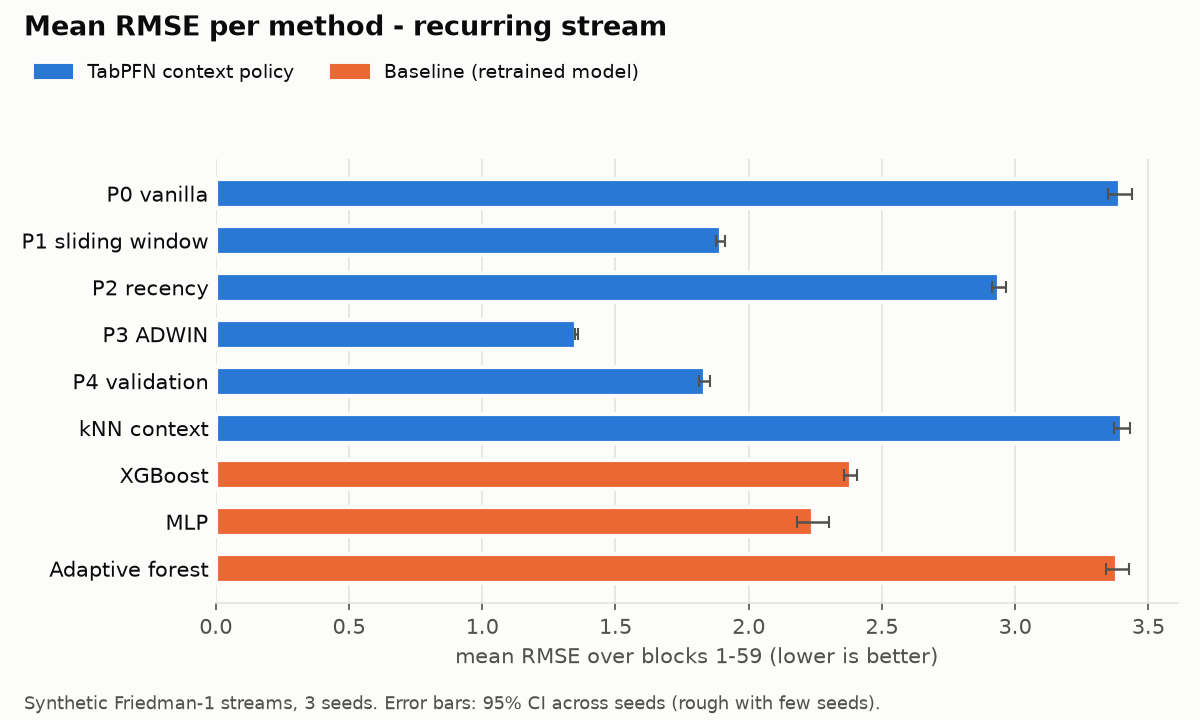 Mean RMSE per method - recurring stream
TabPFN context policy
Baseline (retrained model)
P0 vanilla
P1 sliding window
P2 recency
P3 ADWIN
P4 validation
kNN context
XGBoost
MLP
Adaptive forest
0.0 0.5 1.0 1.5 2.0 2.5 3.0 3.5
mean RMSE over blocks 1-59 (lower is better)
Synthetic Friedman-1 streams, 3 seeds. Error bars: 95% CI across seeds (rough with few seeds).